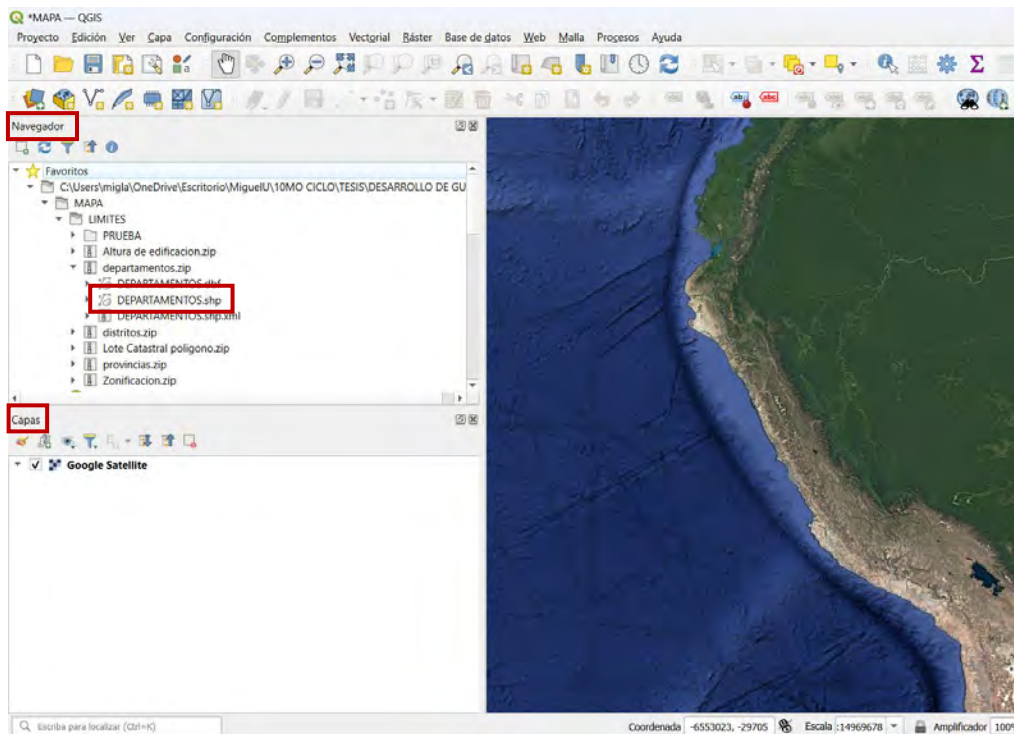 *MAPA — QGIS
Proyecto Edición Ver Capa Configuración Complementos Vectorial Ráster Base de datos Web Malla Procesos Ayuda
abc abc
Navegador
Favoritos
C:\Users\migla\OneDrive\Escritorio\MiguelU\10MO CICLO\TESIS\DESARROLLO DE GU
MAPA
LIMITES
PRUEBA
Altura de edificacion.zip
departamentos.zip
DEPARTAMENTOS.dbf
DEPARTAMENTOS.shp
DEPARTAMENTOS.shp.xml
distritos.zip
Lote Catastral poligono.zip
provincias.zip
Zonificacion.zip
Capas
Google Satellite
Escriba para localizar (Ctrl+K)
Coordenada -6553023, -29705 Escala :14969678 Amplificador 100%